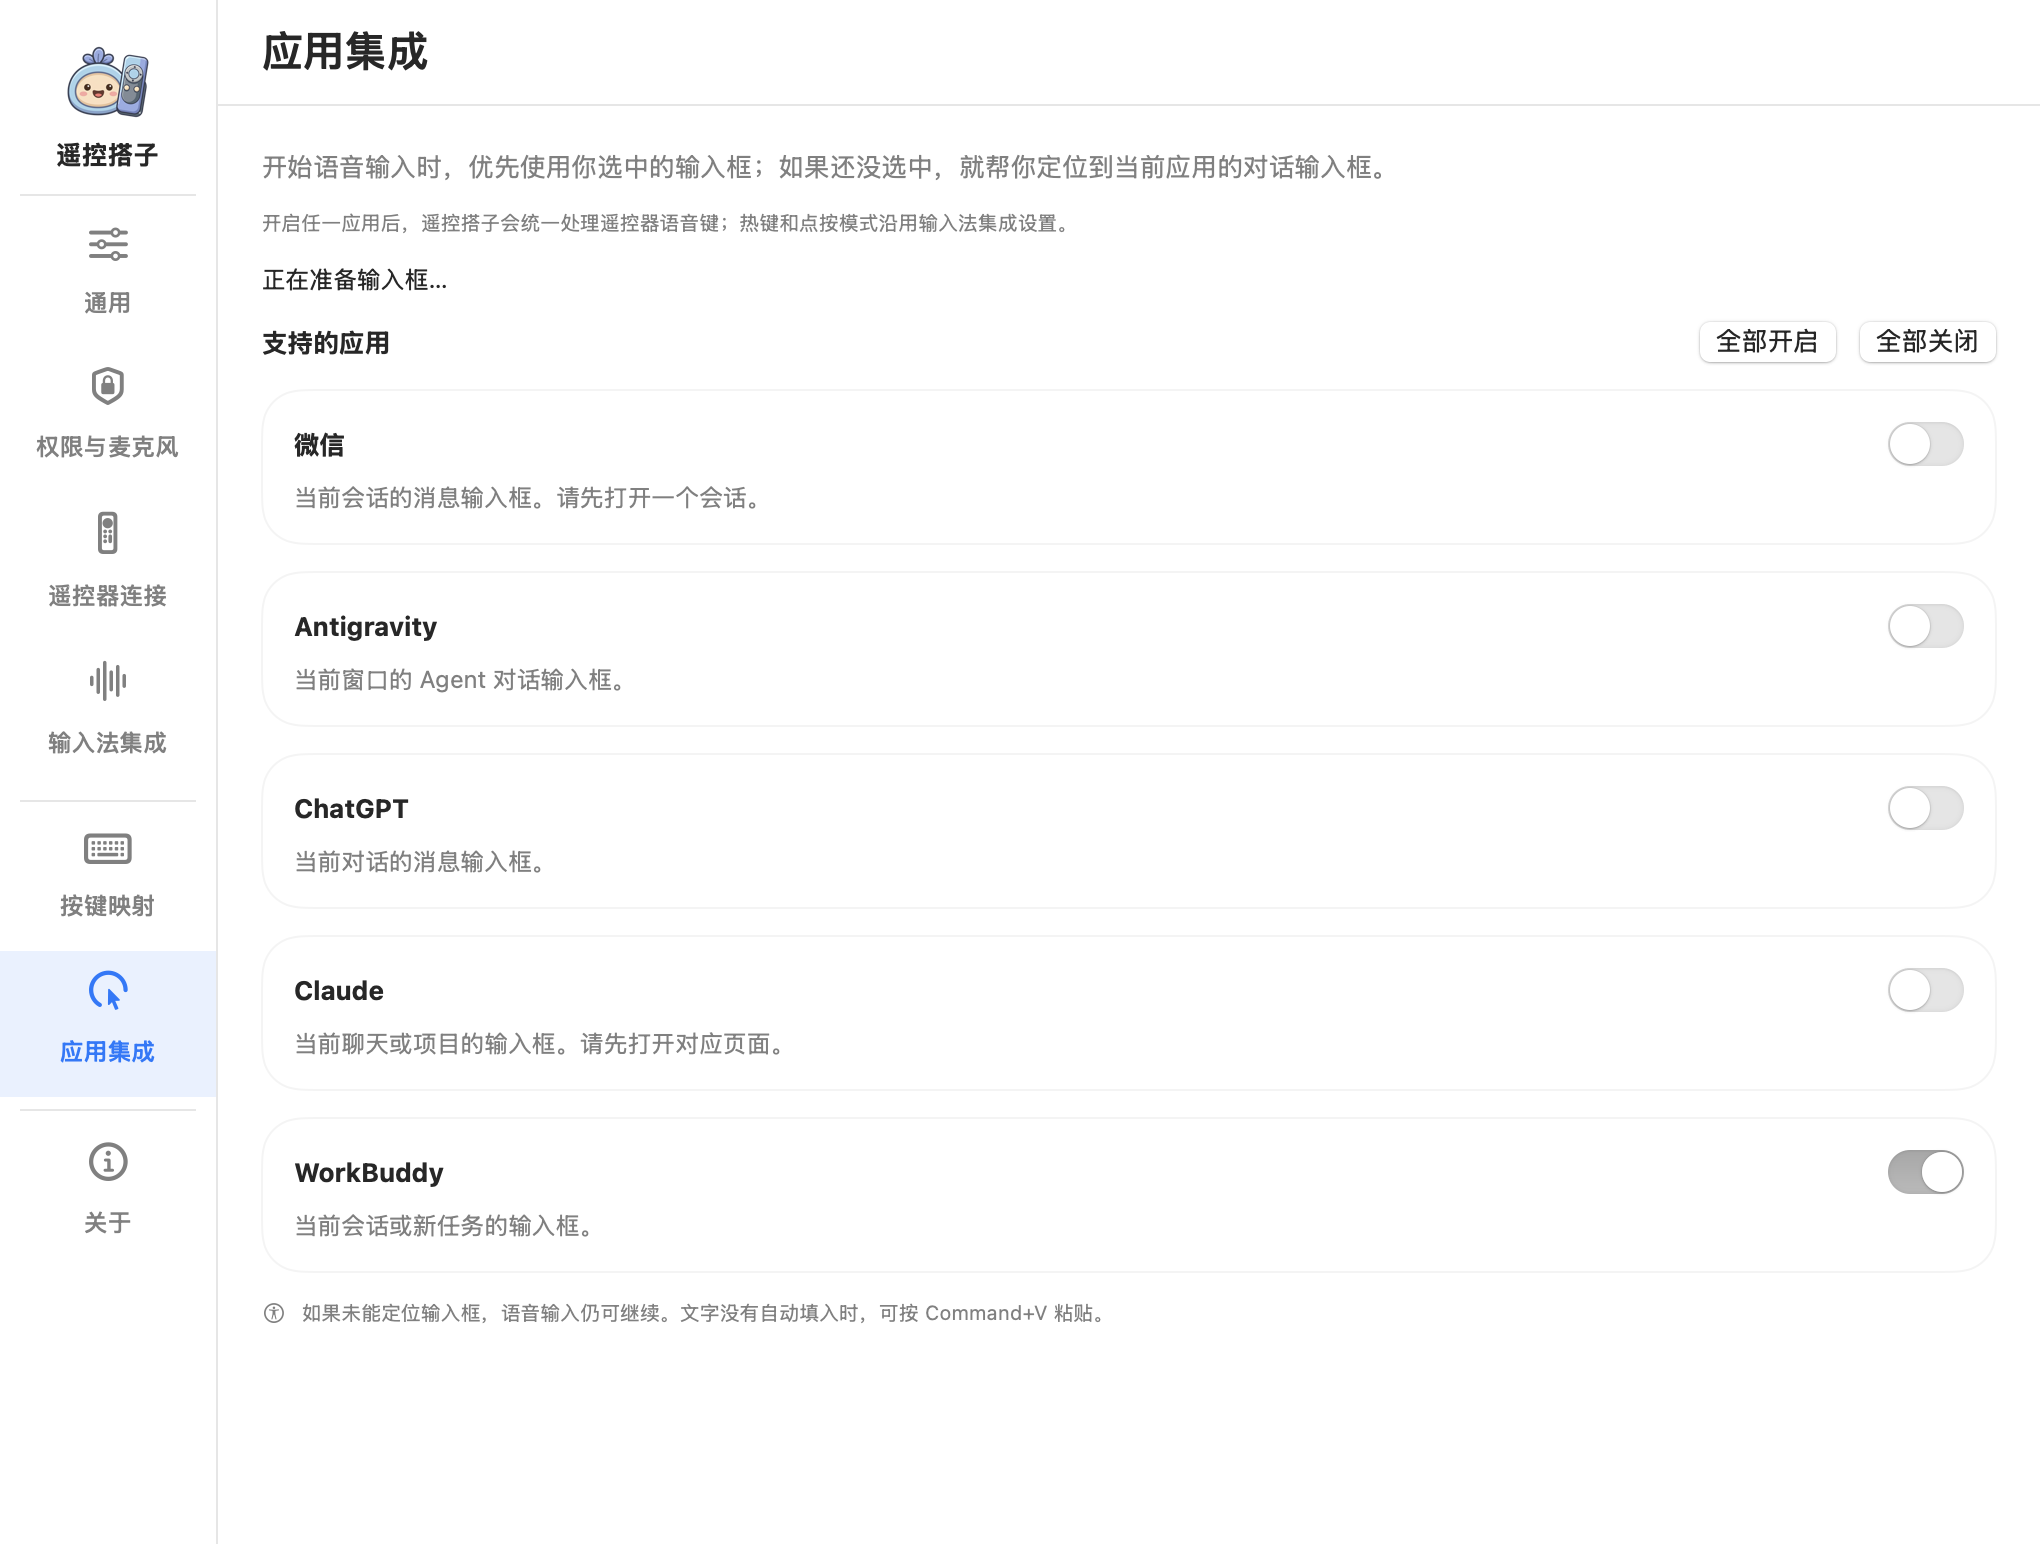 应用集成
遥控搭子
通用
权限与麦克风
遥控器连接
输入法集成
按键映射
应用集成
关于
开始语音输入时，优先使用你选中的输入框；如果还没选中，就帮你定位到当前应用的对话输入框。
开启任一应用后，遥控搭子会统一处理遥控器语音键；热键和点按模式沿用输入法集成设置。
正在准备输入框...
支持的应用
全部开启
全部关闭
微信
当前会话的消息输入框。请先打开一个会话。
Antigravity
当前窗口的 Agent 对话输入框。
ChatGPT
当前对话的消息输入框。
Claude
当前聊天或项目的输入框。请先打开对应页面。
WorkBuddy
当前会话或新任务的输入框。
如果未能定位输入框，语音输入仍可继续。文字没有自动填入时，可按 Command+V 粘贴。